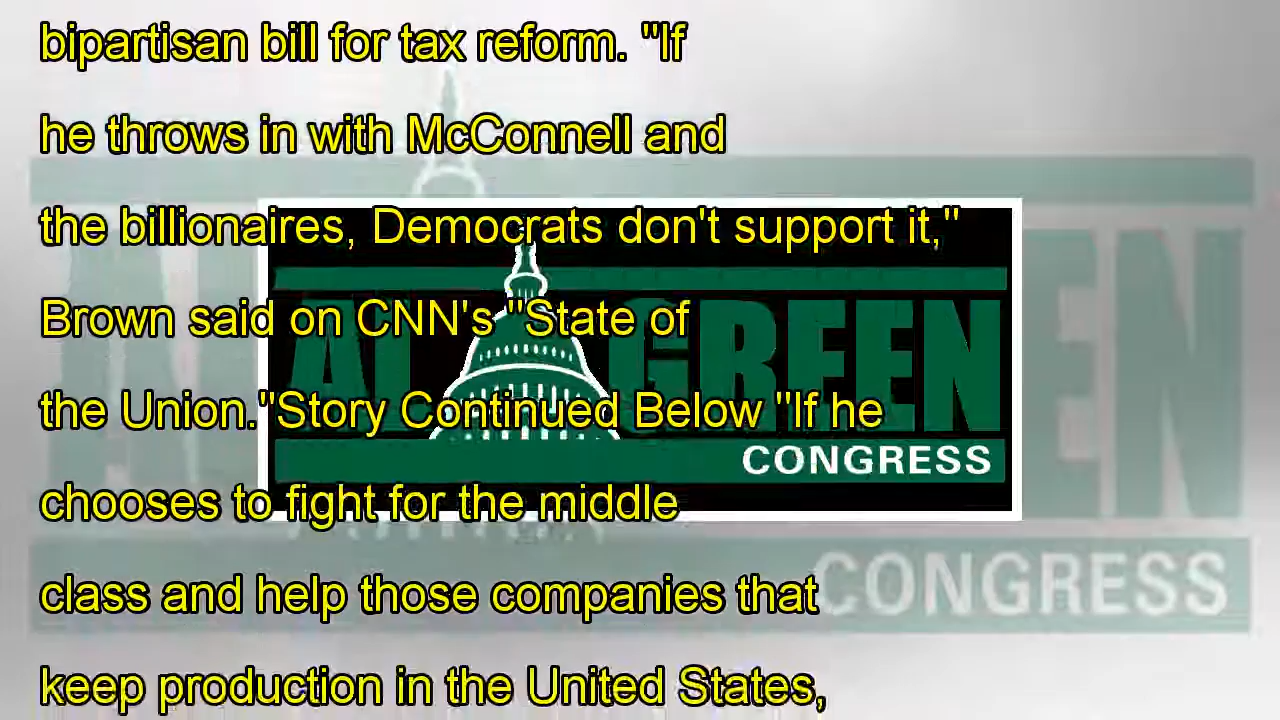 bipartisan bill for tax reform. "If
he throws in with McConnell and
the billionaires, Democrats don't support it,"
Brown said on CNN's "State of
the Union."Story Continued Below "If he
chooses to fight for the middle
class and help those companies that
keep production in the United States,
AL GREEN
CONGRESS
CONGRESS